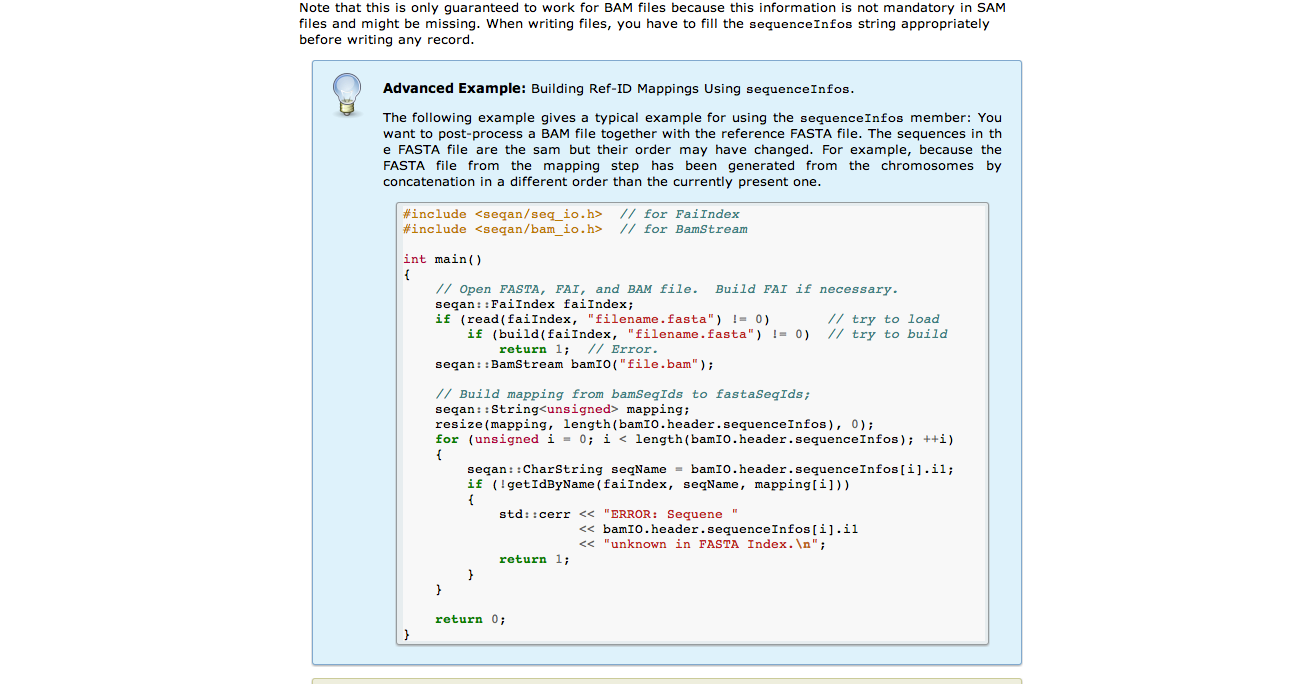 Note that this is only guaranteed to work for BAM files because this information is not mandatory in SAM
files and might be missing. When writing files, you have to fill the sequenceInfos string appropriately
before writing any record.
Advanced Example: Building Ref-ID Mappings Using sequenceInfos.
The following example gives a typical example for using the sequenceInfos member: You
want to post-process a BAM file together with the reference FASTA file. The sequences in th
e FASTA file are the sam but their order may have changed. For example, because the
FASTA file from the mapping step has been generated from the chromosomes by
concatenation in a different order than the currently present one.
#include <seqan/seq_io.h>  // for FaiIndex
#include <seqan/bam_io.h>  // for BamStream
int main()
{
    // Open FASTA, FAI, and BAM file.  Build FAI if necessary.
    seqan::FaiIndex faiIndex;
    if (read(faiIndex, "filename.fasta") != 0)       // try to load
        if (build(faiIndex, "filename.fasta") != 0)  // try to build
            return 1;  // Error.
    seqan::BamStream bamIO("file.bam");
    // Build mapping from bamSeqIds to fastaSeqIds;
    seqan::String<unsigned> mapping;
    resize(mapping, length(bamIO.header.sequenceInfos), 0);
    for (unsigned i = 0; i < length(bamIO.header.sequenceInfos); ++i)
    {
        seqan::CharString seqName = bamIO.header.sequenceInfos[i].i1;
        if (!getIdByName(faiIndex, seqName, mapping[i]))
        {
            std::cerr << "ERROR: Sequene "
                      << bamIO.header.sequenceInfos[i].i1
                      << "unknown in FASTA Index.\n";
            return 1;
        }
    }
    return 0;
}